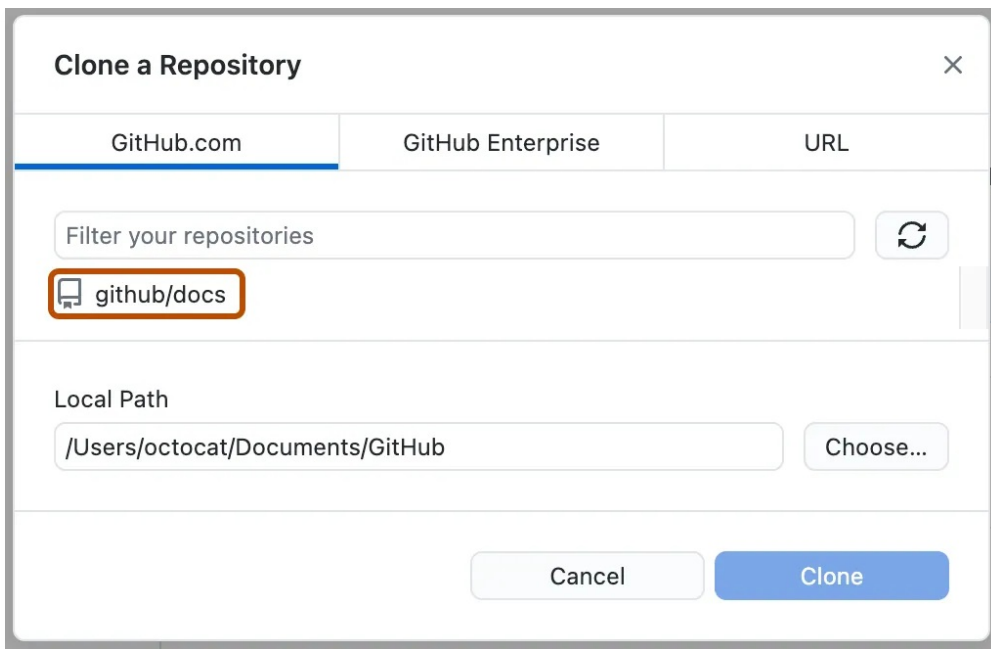 Clone a Repository
GitHub.com GitHub Enterprise URL
Filter your repositories
github/docs
Local Path
/Users/octocat/Documents/GitHub Choose...
Cancel Clone